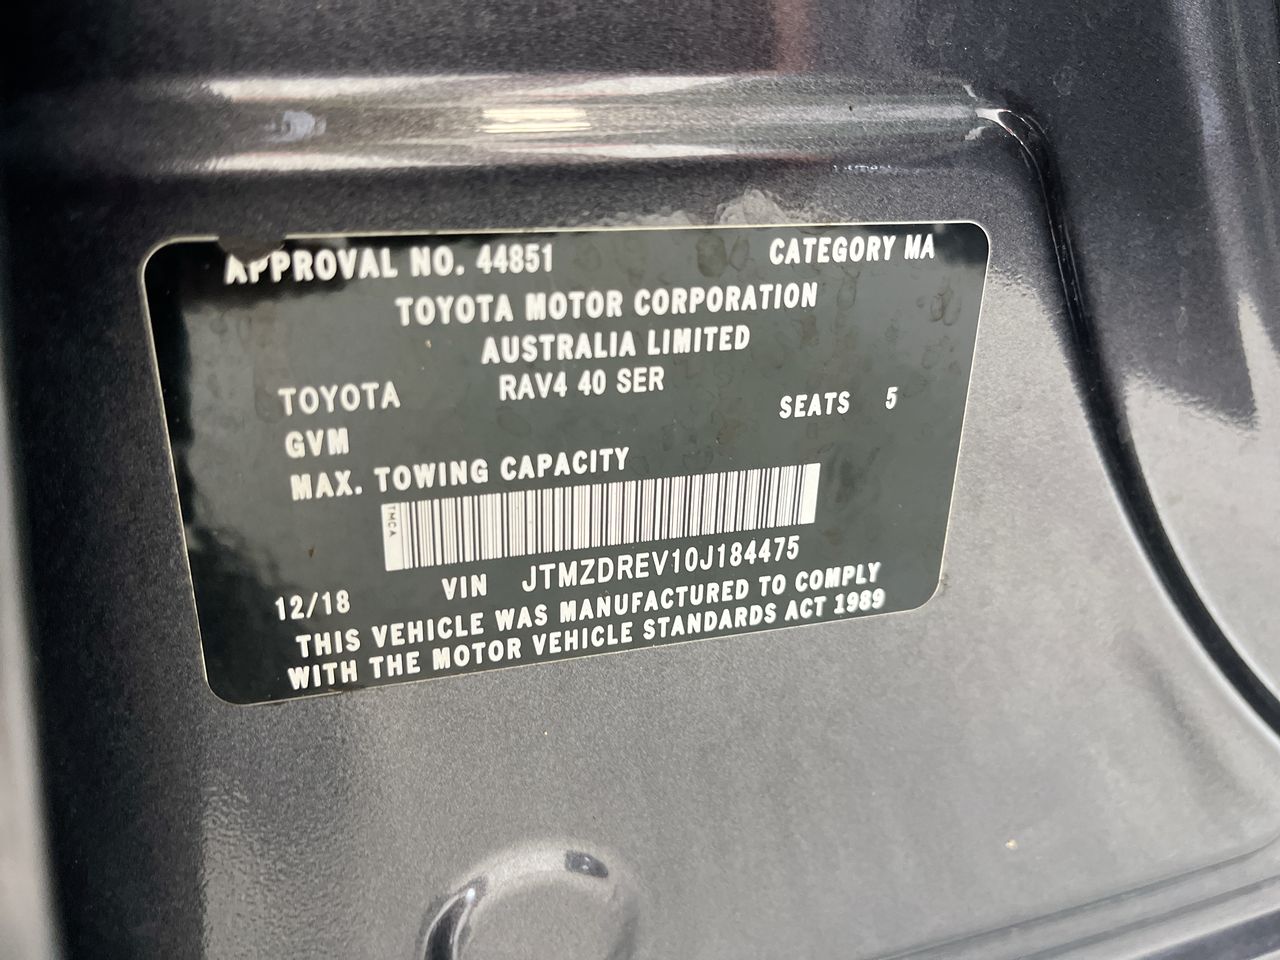 APPROVAL NO. 44851 CATEGORY MA
TOYOTA MOTOR CORPORATION
AUSTRALIA LIMITED
TOYOTA RAV4 40 SER
GVM SEATS 5
MAX. TOWING CAPACITY
TMCA
12/18 VIN JTMZDREV10J184475
THIS VEHICLE WAS MANUFACTURED TO COMPLY
WITH THE MOTOR VEHICLE STANDARDS ACT 1989